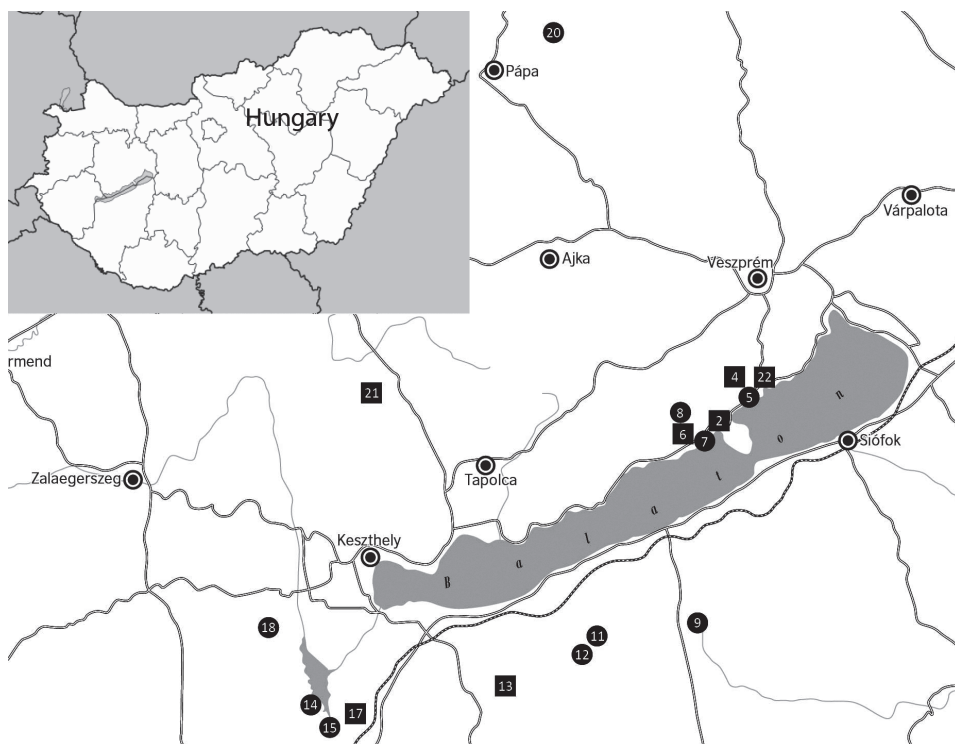 Hungary
20
Pápa
Várpalota
Ajka
Veszprém
rmend
21
4
22
5
8
2
6
7
Siófok
Zalaegerszeg
Tapolca
Keszthely
B a l a t o n
18
11
12
9
13
14
17
15